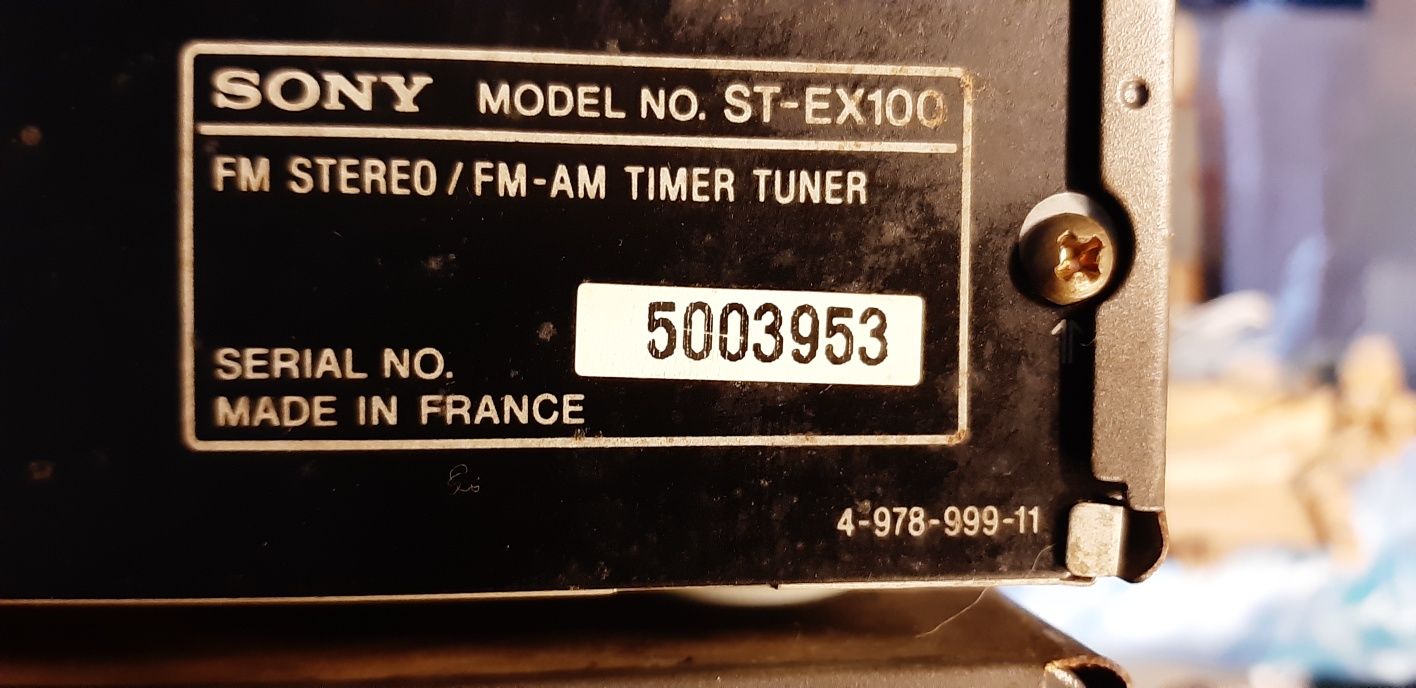 SONY MODEL NO. ST-EX100
FM STEREO / FM-AM TIMER TUNER
5003953
SERIAL NO.
MADE IN FRANCE
4-978-999-11